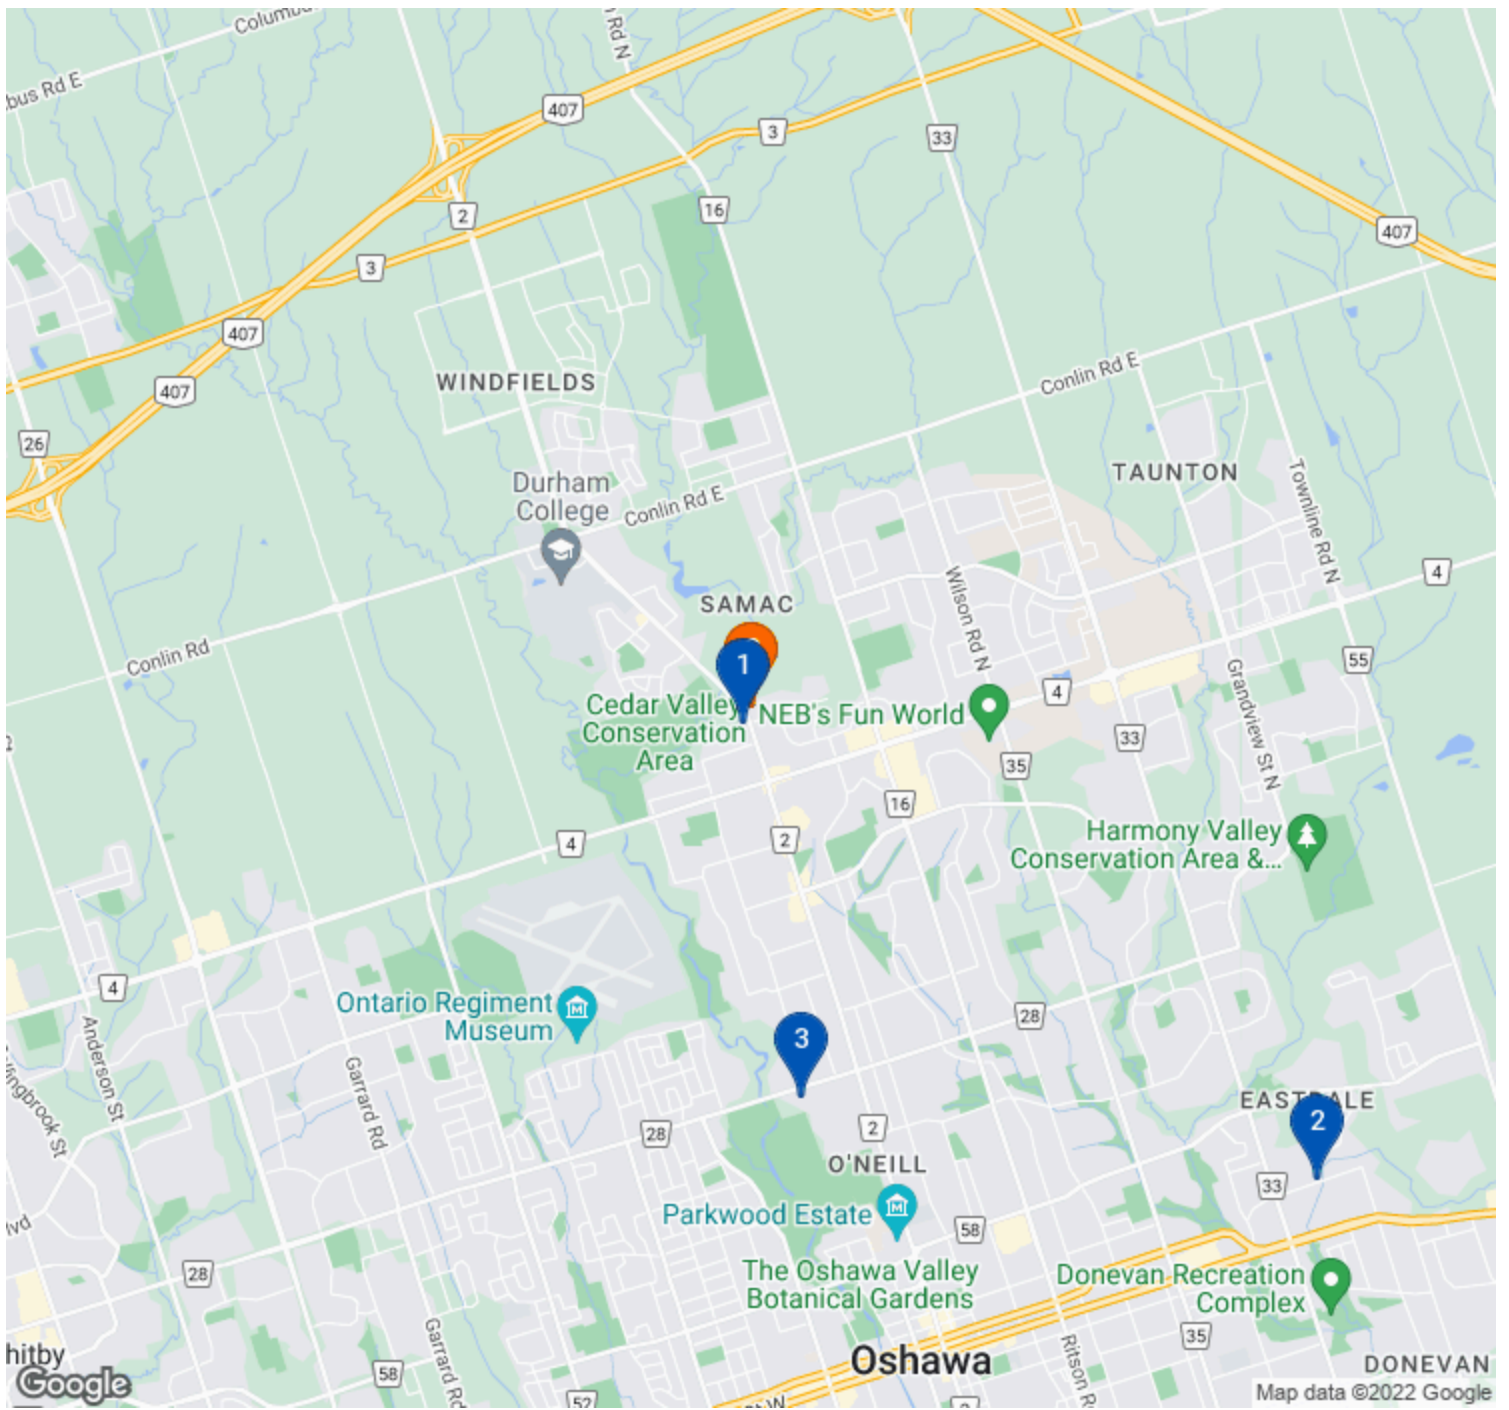 Columbus
bus Rd E
Rd N
407
3
33
2
16
407
3
407
WINDFIELDS
407
Conlin Rd E
26
TAUNTON
Durham
College
Conlin Rd E
Townline Rd N
4
SAMAC
Wilson Rd N
Conlin Rd
1
55
Grandview St N
4
Cedar Valley
Conservation
Area
NEB's Fun World
33
35
16
2
4
Harmony Valley
Conservation Area &...
4
Ontario Regiment
Museum
28
Anderson St
3
Garrard Rd
EASTDALE
2
28
2
O'NEILL
33
Parkwood Estate
58
28
The Oshawa Valley
Botanical Gardens
Donevan Recreation
Complex
35
Garrard Rd
Ritson R
hitby
Oshawa
DONEVAN
58
52
2
Google
Map data ©2022 Google